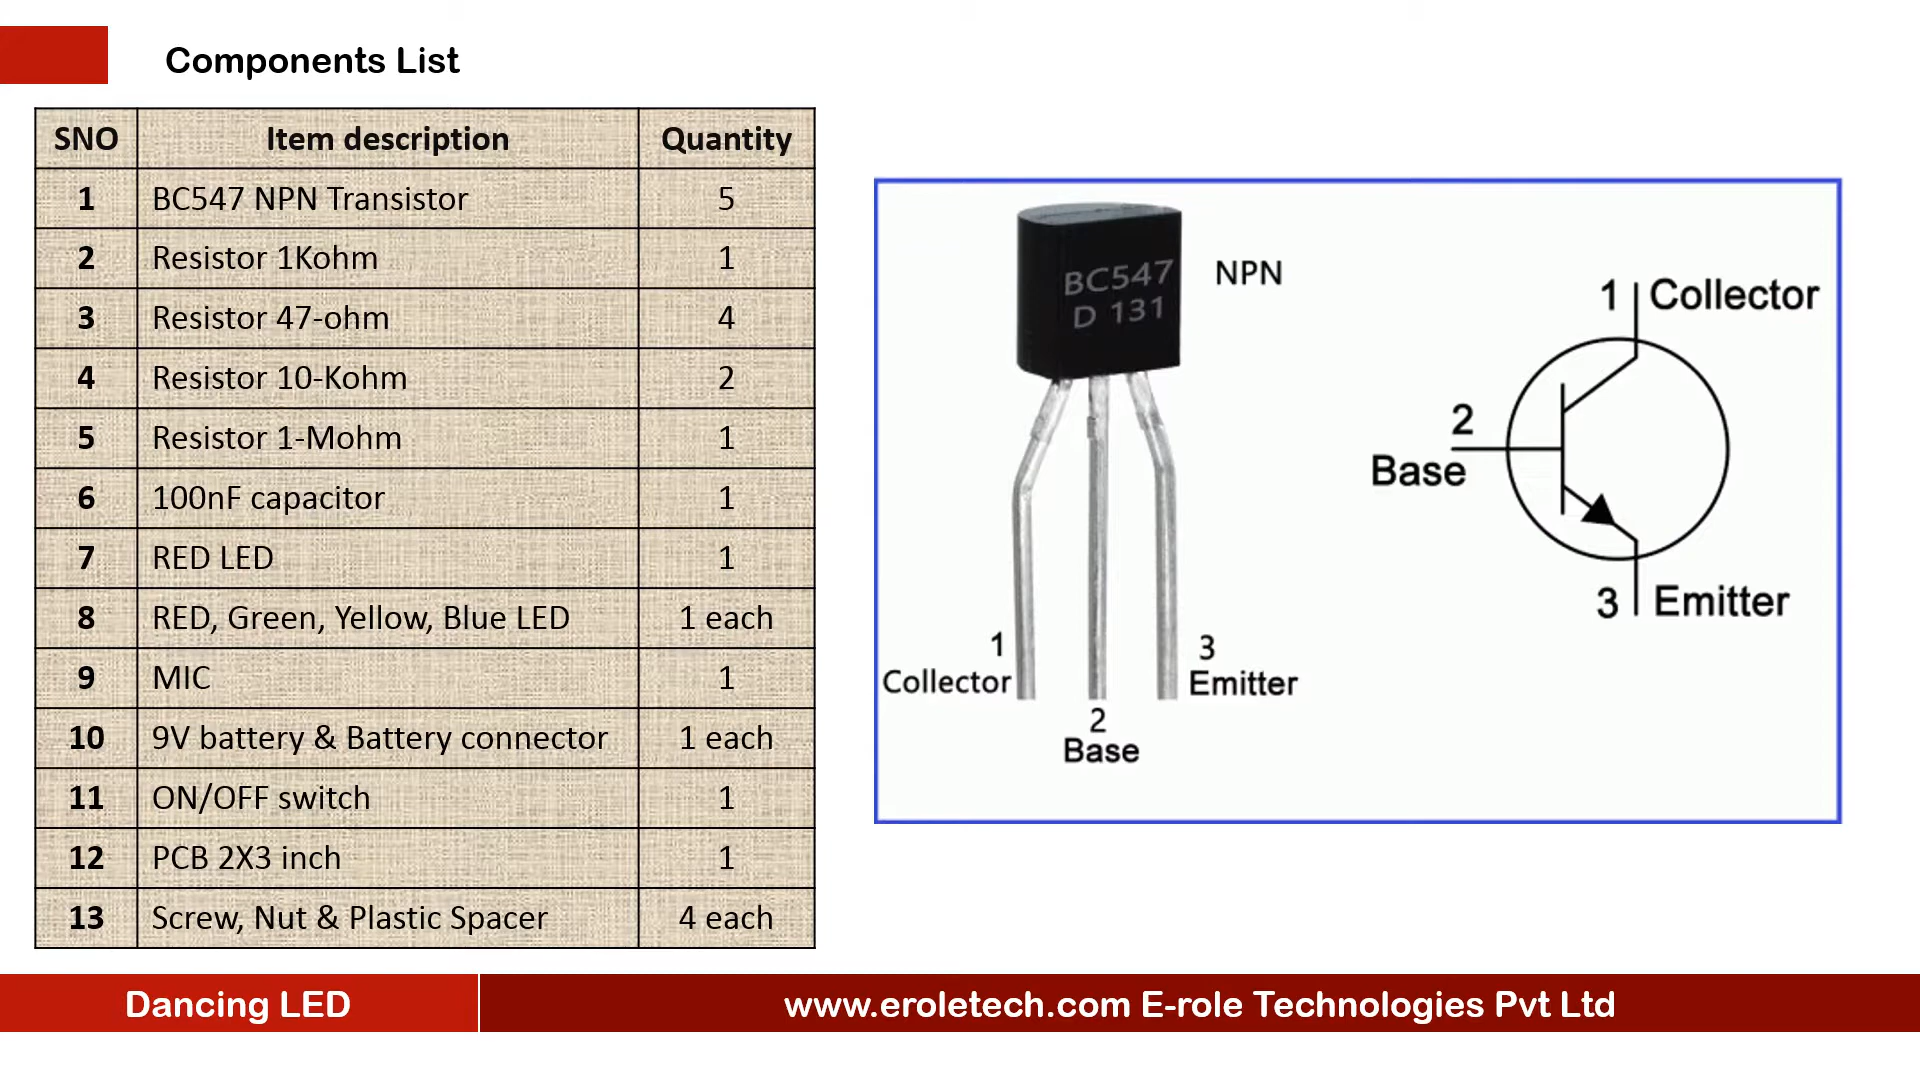 Components List
SNO Item description Quantity
1 BC547 NPN Transistor 5
2 Resistor 1Kohm 1
3 Resistor 47-ohm 4
4 Resistor 10-Kohm 2
5 Resistor 1-Mohm 1
6 100nF capacitor 1
7 RED LED 1
8 RED, Green, Yellow, Blue LED 1 each
9 MIC 1
10 9V battery & Battery connector 1 each
11 ON/OFF switch 1
12 PCB 2X3 inch 1
13 Screw, Nut & Plastic Spacer 4 each
BC547
D 131
NPN
1
Collector
2
Base
3
Emitter
1 Collector
2
Base
3 Emitter
Dancing LED
www.eroletech.com E-role Technologies Pvt Ltd